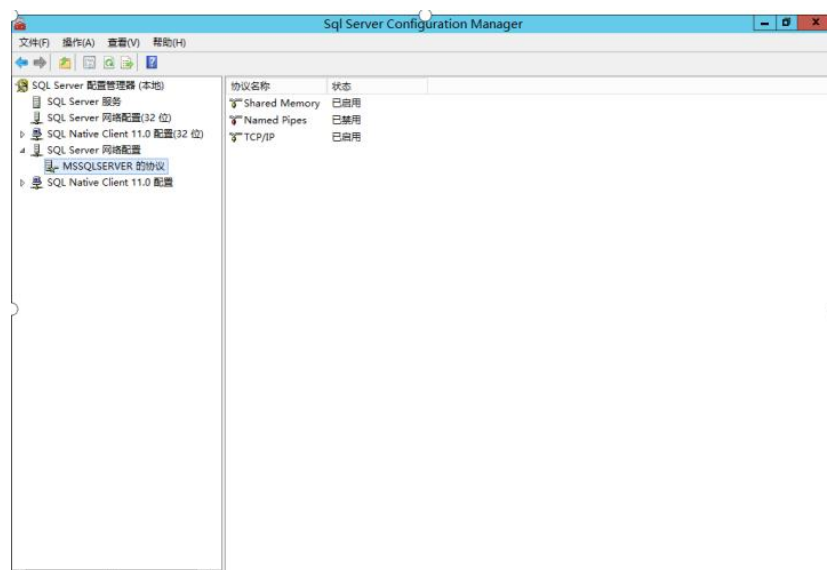 Sql Server Configuration Manager
文件(F) 操作(A) 查看(V) 帮助(H)
SQL Server 配置管理器 (本地)
SQL Server 服务
SQL Server 网络配置(32 位)
SQL Native Client 11.0 配置(32 位)
SQL Server 网络配置
MSSQLSERVER 的协议
SQL Native Client 11.0 配置
协议名称 状态
Shared Memory 已启用
Named Pipes 已禁用
TCP/IP 已启用